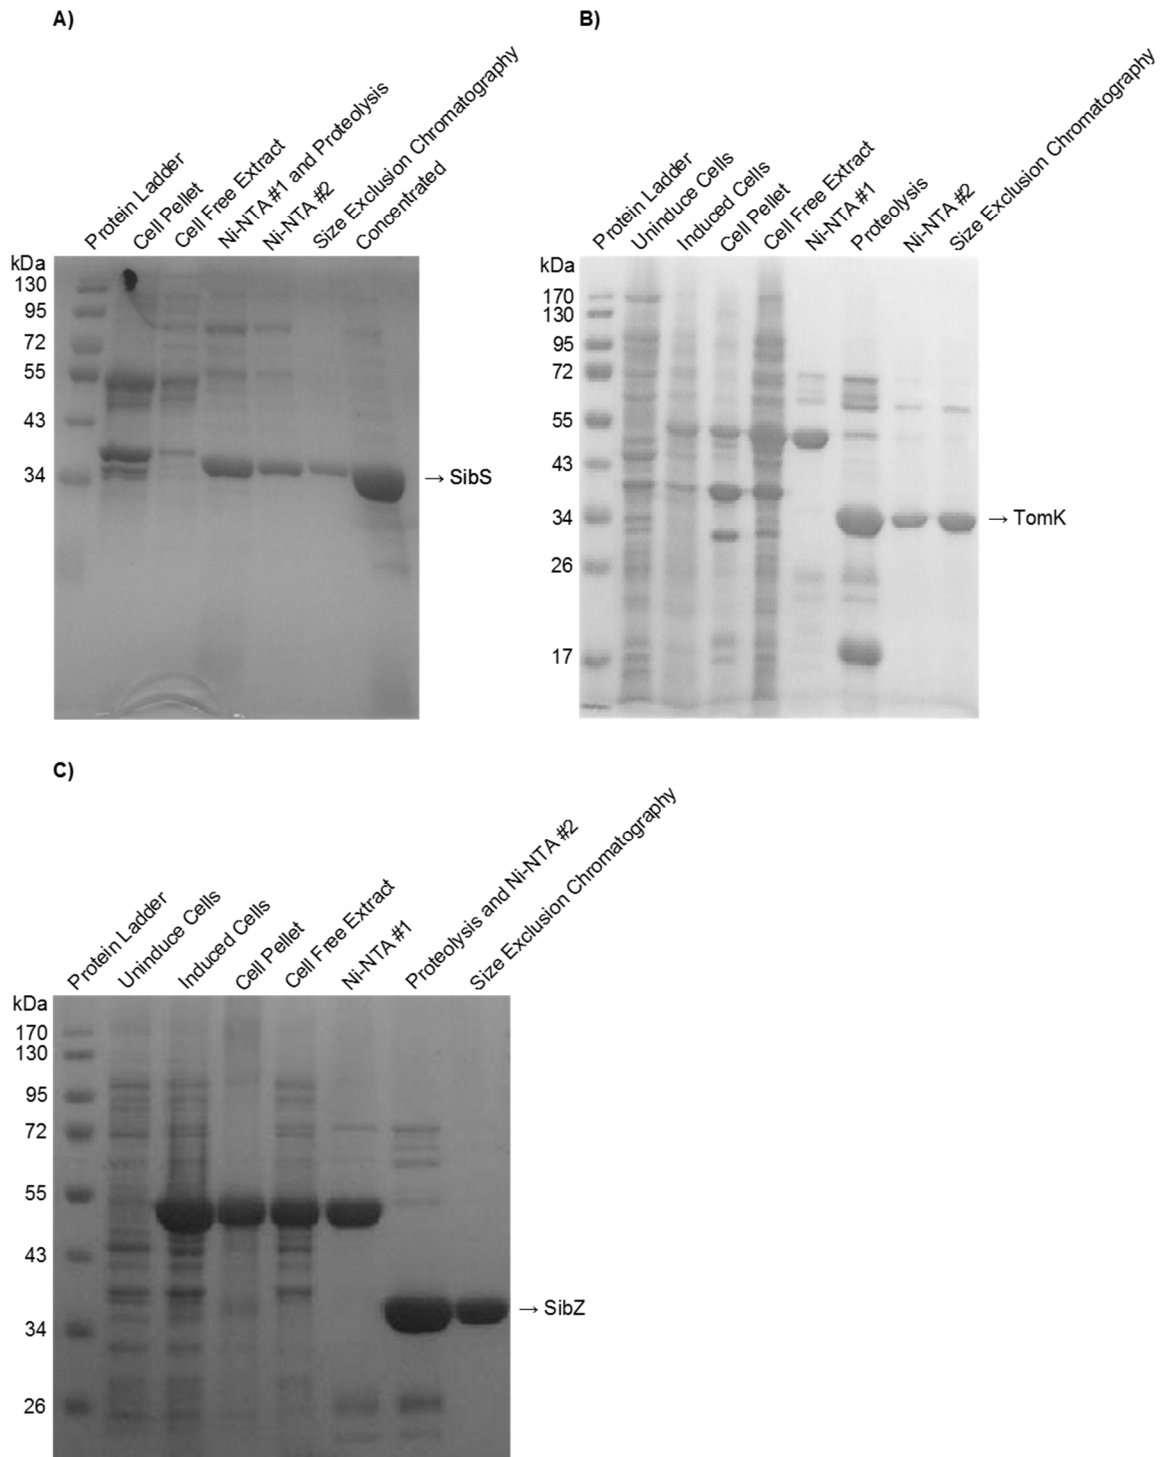 A)
Protein Ladder
Cell Pellet
Cell Free Extract
Ni-NTA #1 and Proteolysis
Ni-NTA #2
Size Exclusion Chromatography
Concentrated
kDa
130
95
72
55
43
34
→ SibS
B)
Protein Ladder
Uninduce Cells
Induced Cells
Cell Pellet
Cell Free Extract
Ni-NTA #1
Proteolysis
Ni-NTA #2
Size Exclusion Chromatography
kDa
170
130
95
72
55
43
34
26
17
→ TomK
C)
Protein Ladder
Uninduce Cells
Induced Cells
Cell Pellet
Cell Free Extract
Ni-NTA #1
Proteolysis and Ni-NTA #2
Size Exclusion Chromatography
kDa
170
130
95
72
55
43
34
26
→ SibZ